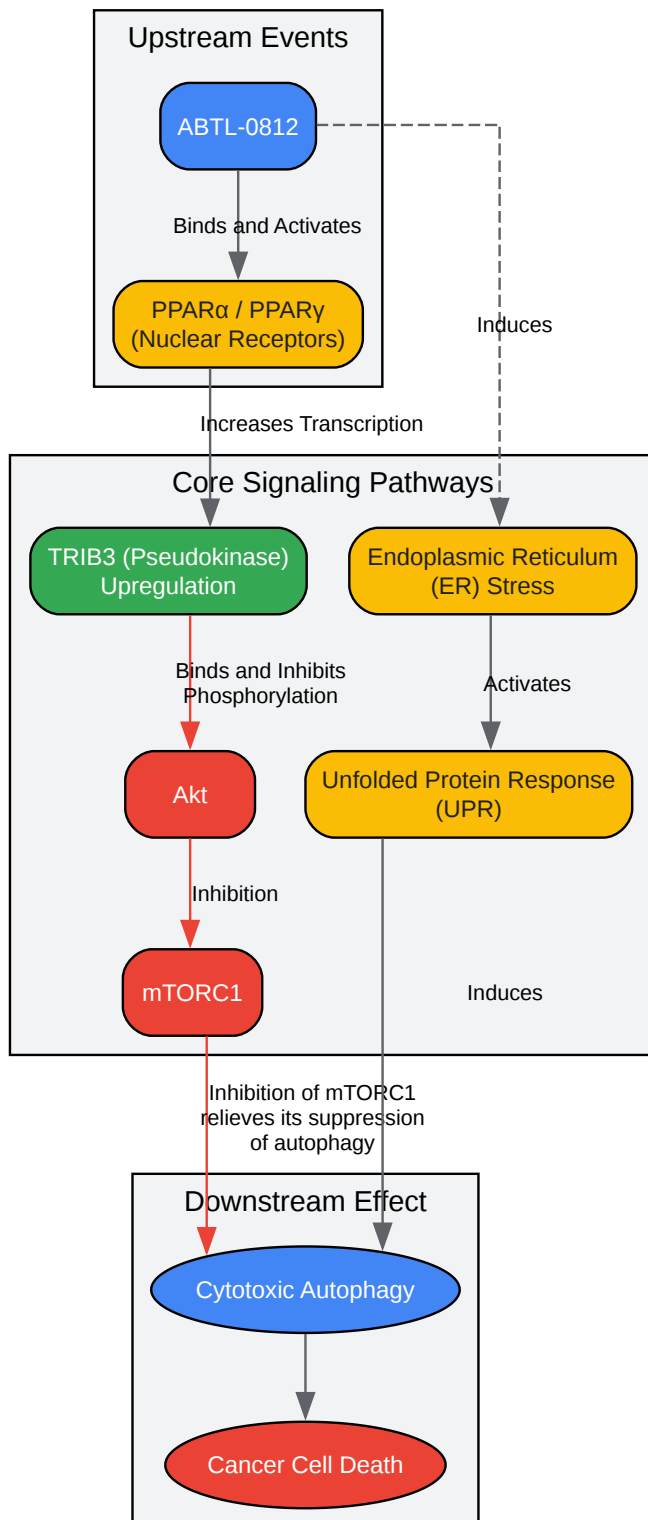 Upstream Events
ABTL-0812
Binds and Activates
PPARα / PPARγ
(Nuclear Receptors)
Induces
Increases Transcription
Core Signaling Pathways
TRIB3 (Pseudokinase)
Upregulation
Endoplasmic Reticulum
(ER) Stress
Binds and Inhibits
Phosphorylation
Activates
Akt
Unfolded Protein Response
(UPR)
Inhibition
mTORC1
Induces
Inhibition of mTORC1
relieves its suppression
of autophagy
Downstream Effect
Cytotoxic Autophagy
Cancer Cell Death